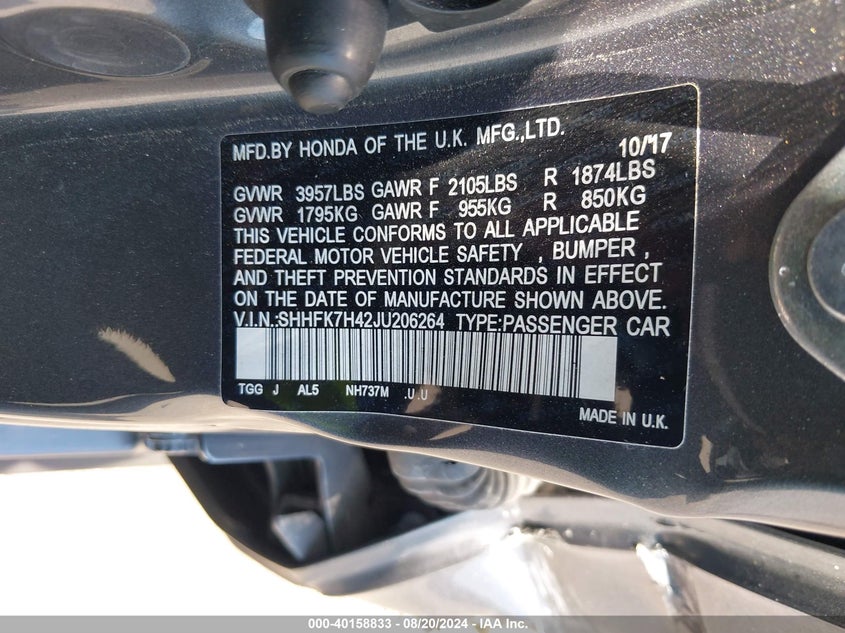 MFD.BY HONDA OF THE U.K. MFG.,LTD. 10/17
GVWR 3957LBS GAWR F 2105LBS R 1874LBS
GVWR 1795KG GAWR F 955KG R 850KG
THIS VEHICLE CONFORMS TO ALL APPLICABLE
FEDERAL MOTOR VEHICLE SAFETY , BUMPER ,
AND THEFT PREVENTION STANDARDS IN EFFECT
ON THE DATE OF MANUFACTURE SHOWN ABOVE.
V.I.N.:SHHFK7H42JU206264 TYPE:PASSENGER CAR
TGG J AL5 NH737M .U.U
MADE IN U.K.
000-40158833 - 08/20/2024 - IAA Inc.